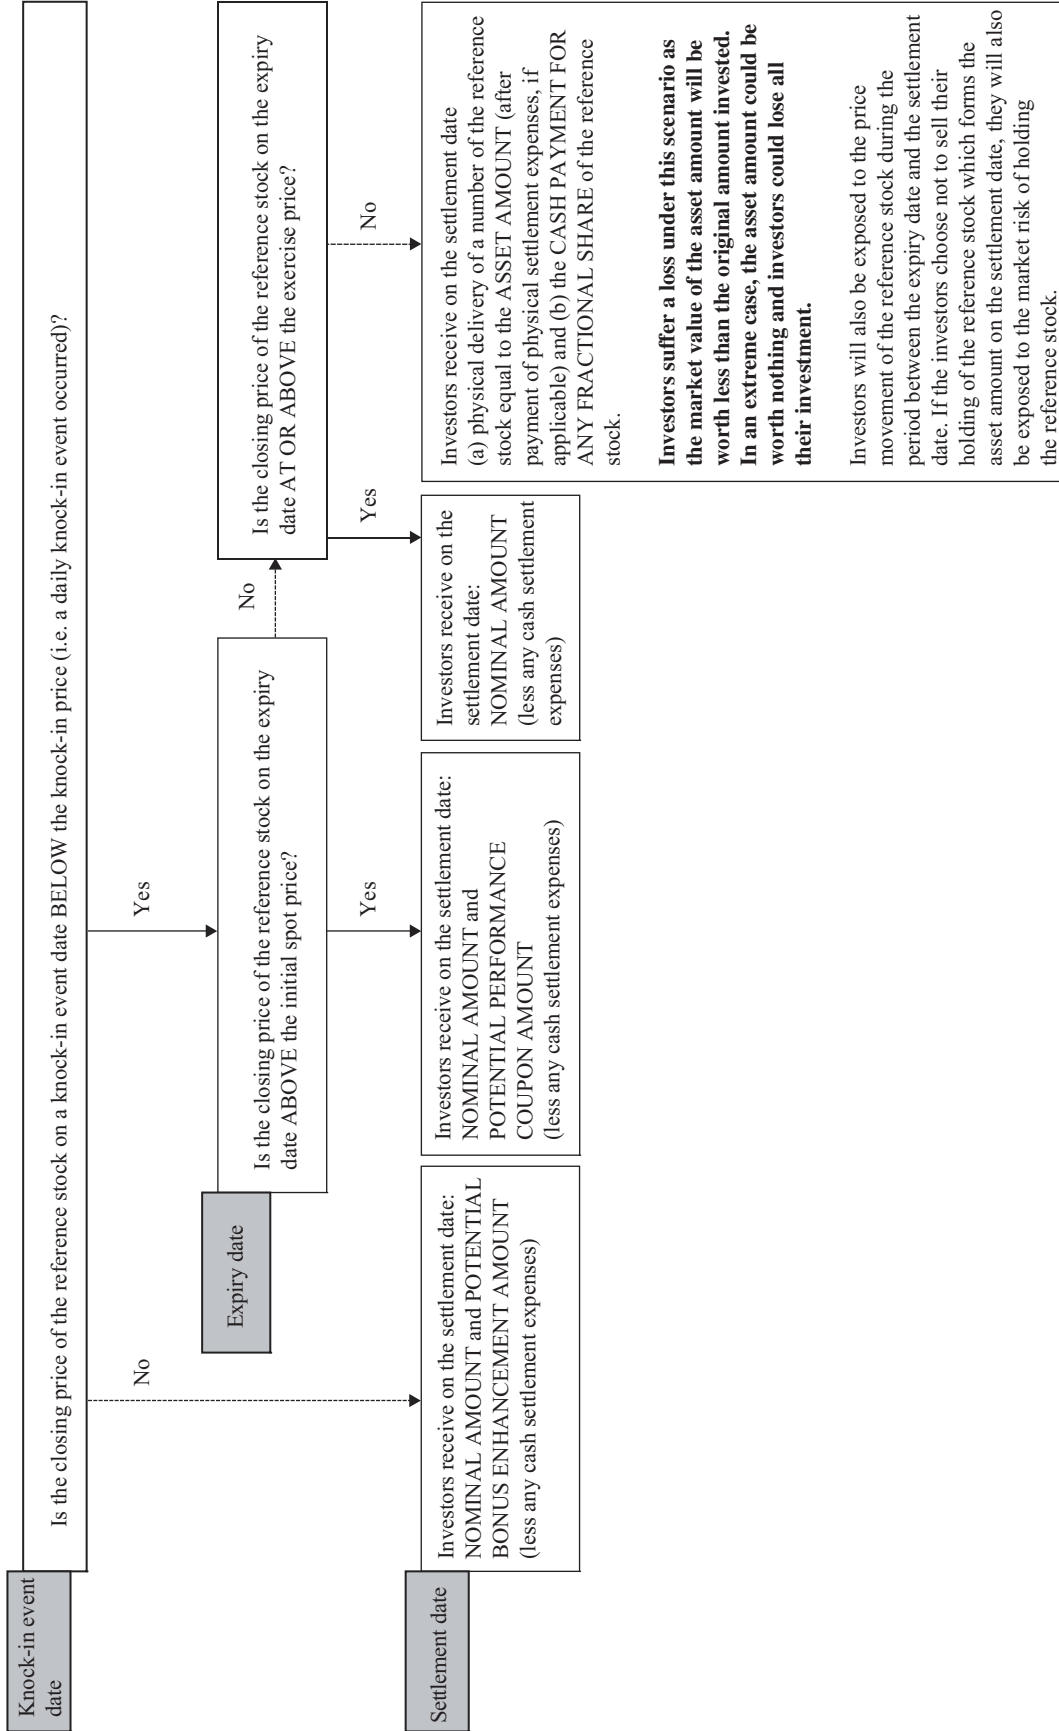 Knock-in event
date
Is the closing price of the reference stock on a knock-in event date BELOW the knock-in price (i.e. a daily knock-in event occurred)?
No
Yes
Expiry date
Is the closing price of the reference stock on the expiry
date ABOVE the initial spot price?
No
Is the closing price of the reference stock on the expiry
date AT OR ABOVE the exercise price?
Yes
Yes
No
Settlement date
Investors receive on the settlement date:
NOMINAL AMOUNT and POTENTIAL
BONUS ENHANCEMENT AMOUNT
(less any cash settlement expenses)
Investors receive on the settlement date:
NOMINAL AMOUNT and
POTENTIAL PERFORMANCE
COUPON AMOUNT
(less any cash settlement expenses)
Investors receive on the
settlement date:
NOMINAL AMOUNT
(less any cash settlement
expenses)
Investors receive on the settlement date
(a) physical delivery of a number of the reference
stock equal to the ASSET AMOUNT (after
payment of physical settlement expenses, if
applicable) and (b) the CASH PAYMENT FOR
ANY FRACTIONAL SHARE of the reference
stock.
Investors suffer a loss under this scenario as
the market value of the asset amount will be
worth less than the original amount invested.
In an extreme case, the asset amount could be
worth nothing and investors could lose all
their investment.
Investors will also be exposed to the price
movement of the reference stock during the
period between the expiry date and the settlement
date. If the investors choose not to sell their
holding of the reference stock which forms the
asset amount on the settlement date, they will also
be exposed to the market risk of holding
the reference stock.